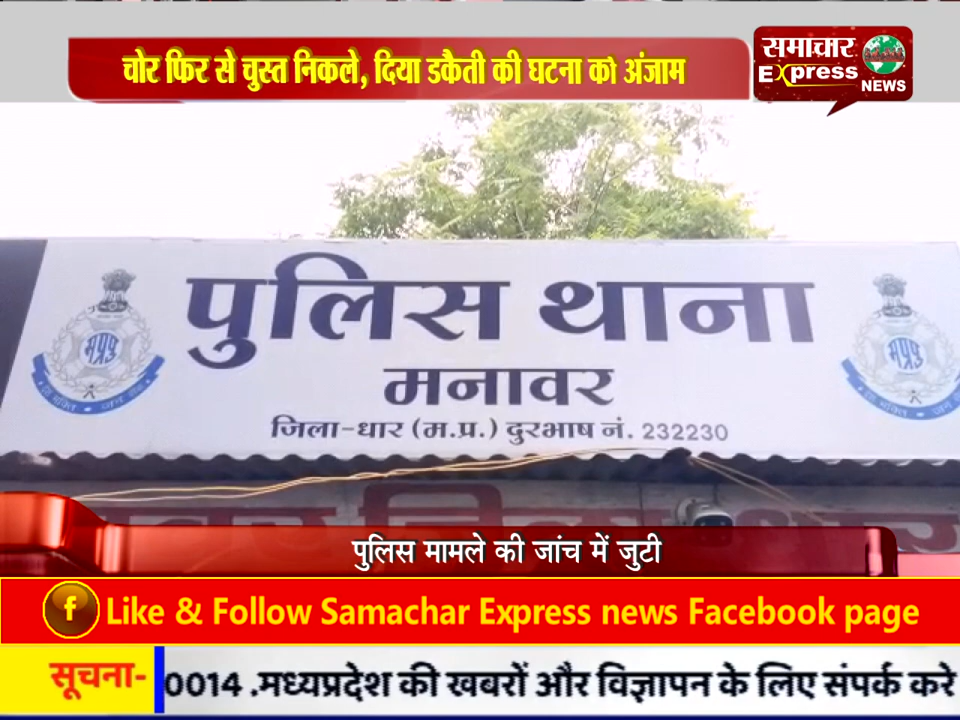 चोर फिर से चुस्त निकले, दिया डकैती की घटना को अंजाम
समाचार
Express
NEWS
पुलिस थाना
मनावर
जिला-धार (म.प्र.) दुरभाष नं. 232230
पुलिस मामले की जांच में जुटी
f Like & Follow Samachar Express news Facebook page
सूचना- 0014 .मध्यप्रदेश की खबरों और विज्ञापन के लिए संपर्क करे